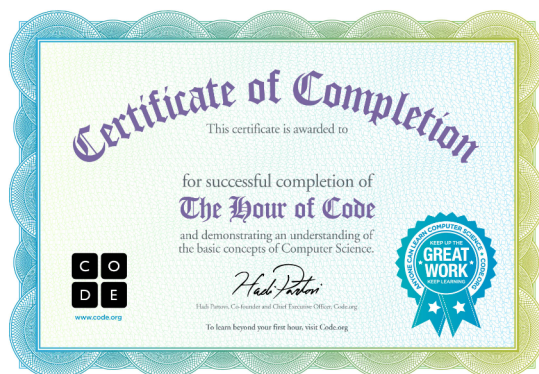 Certificate of Completion
This certificate is awarded to
for successful completion of
The Hour of Code
and demonstrating an understanding of
the basic concepts of Computer Science.
C O
D E
www.code.org
Hadi Partovi
Hadi Partovi, Co-founder and Chief Executive Officer, Code.org
To learn beyond your first hour, visit Code.org
ANYONE CAN LEARN COMPUTER SCIENCE • CODE.ORG •
KEEP UP THE
GREAT
WORK
KEEP LEARNING